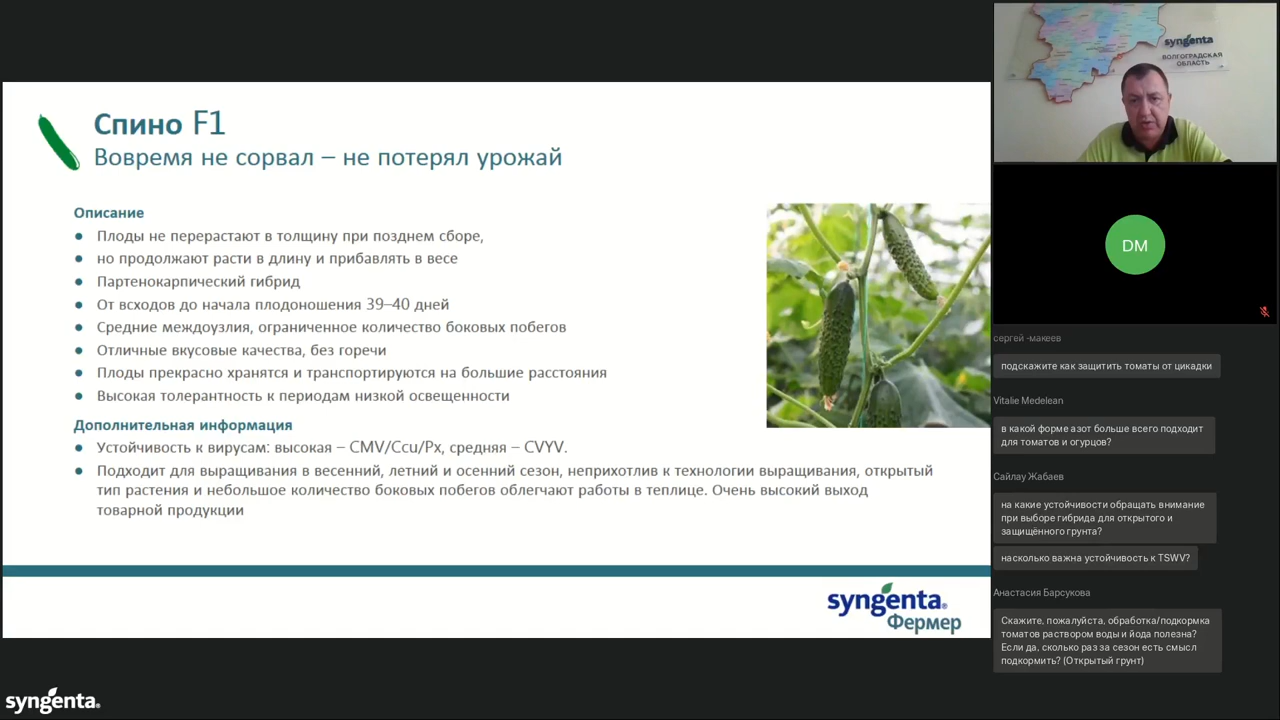 Спино F1
Вовремя не сорвал – не потерял урожай
Описание
Плоды не перерастают в толщину при позднем сборе,
но продолжают расти в длину и прибавлять в весе
Партенокарпический гибрид
От всходов до начала плодоношения 39–40 дней
Средние междоузлия, ограниченное количество боковых побегов
Отличные вкусовые качества, без горечи
Плоды прекрасно хранятся и транспортируются на большие расстояния
Высокая толерантность к периодам низкой освещенности
Дополнительная информация
Устойчивость к вирусам: высокая – CMV/Ccu/Px, средняя – CVYV.
Подходит для выращивания в весенний, летний и осенний сезон, неприхотлив к технологии выращивания, открытый
тип растения и небольшое количество боковых побегов облегчают работы в теплице. Очень высокий выход
товарной продукции
syngenta®
Фермер
syngenta®
syngenta
ВОЛГОГРАДСКАЯ
ОБЛАСТЬ
DM
сергей -макеев
подскажите как защитить томаты от цикадки
Vitalie Medelean
в какой форме азот больше всего подходит
для томатов и огурцов?
Сайлау Жабаев
на какие устойчивости обращать внимание
при выборе гибрида для открытого и
защищённого грунта?
насколько важна устойчивость к TSWV?
Анастасия Барсукова
Скажите, пожалуйста, обработка/подкормка
томатов раствором воды и йода полезна?
Если да, сколько раз за сезон есть смысл
подкормить? (Открытый грунт)